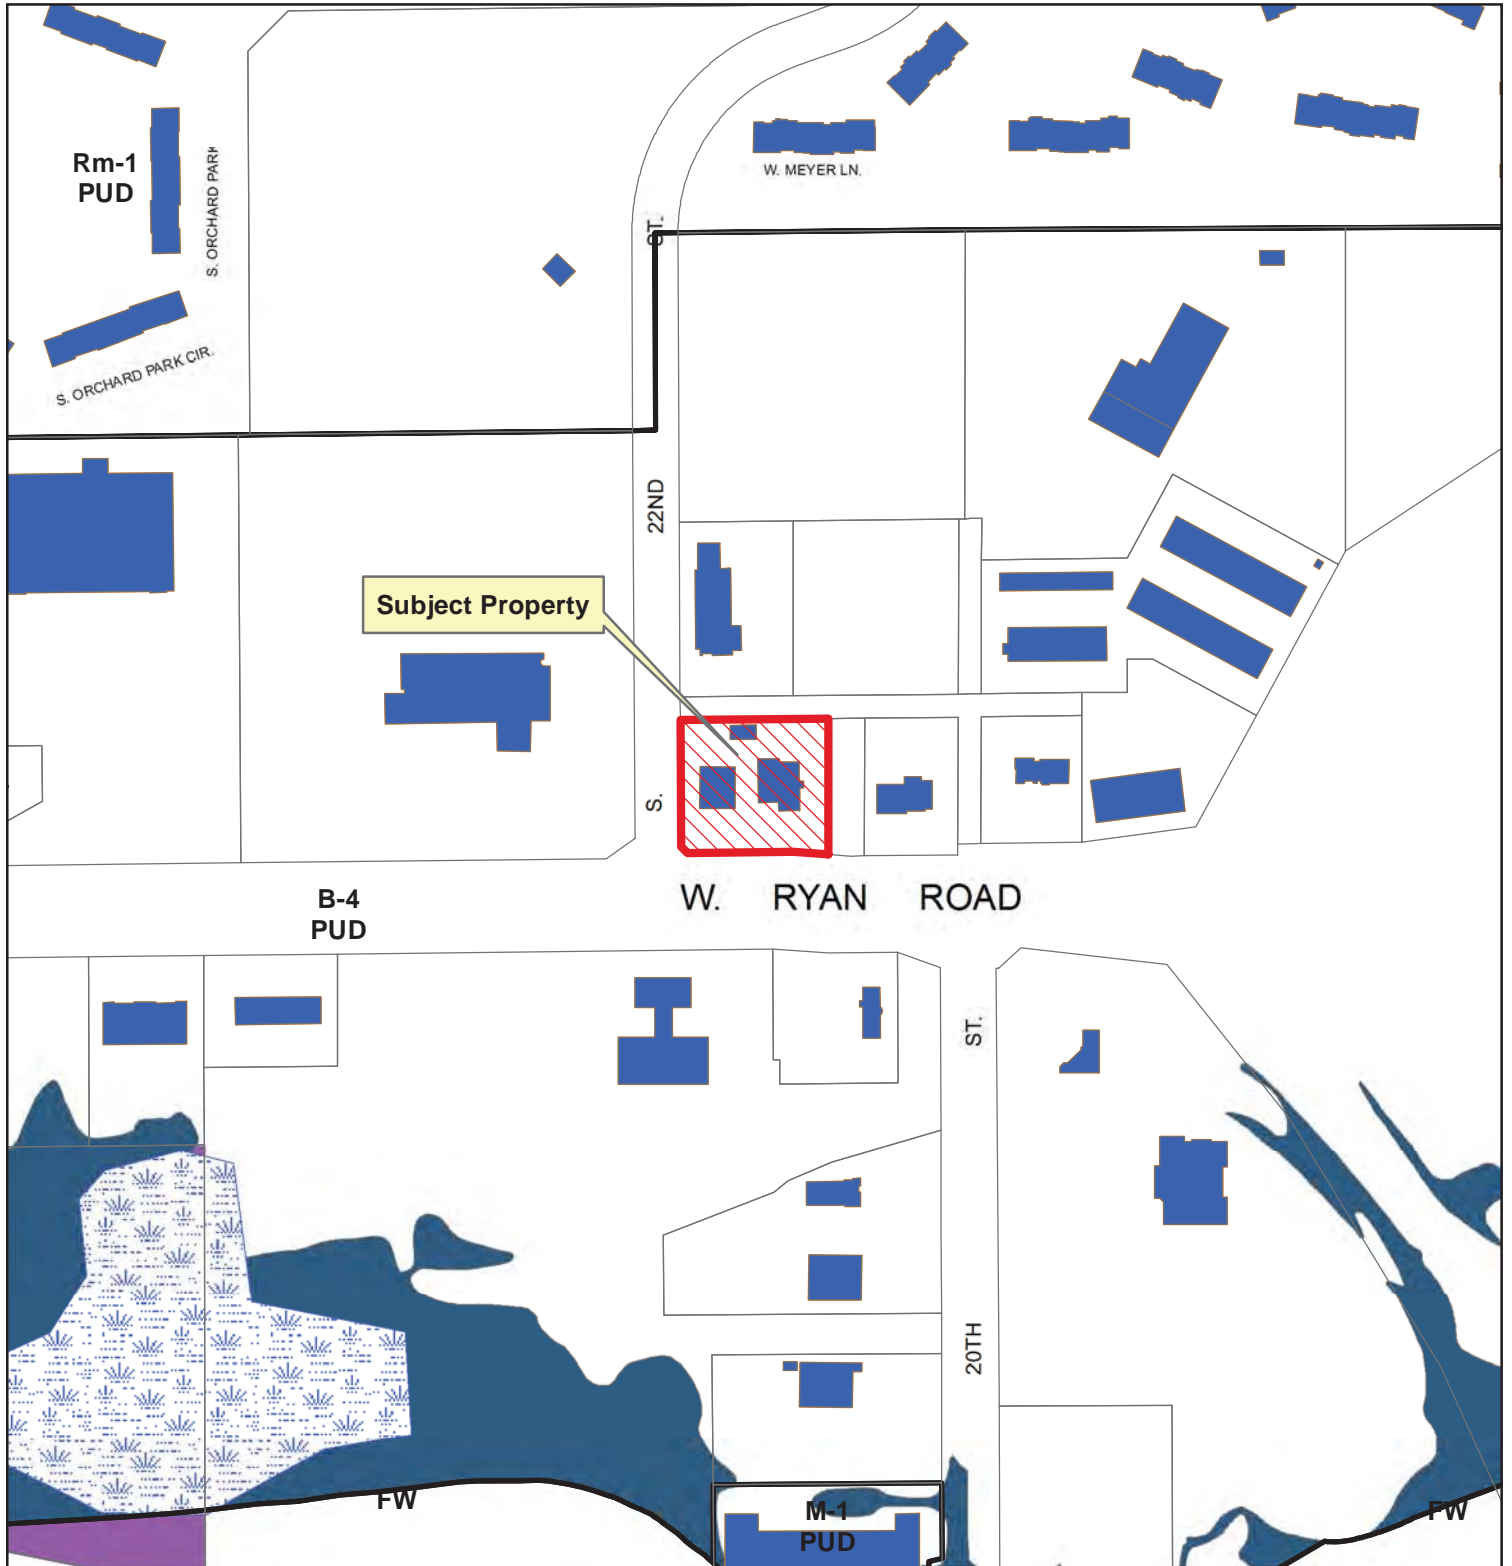 Rm-1
PUD
S. ORCHARD PARK
W. MEYER LN.
ST.
S. ORCHARD PARK CIR.
22ND
Subject Property
S.
B-4
PUD
W. RYAN ROAD
ST.
20TH
FW
M-1
PUD
FW